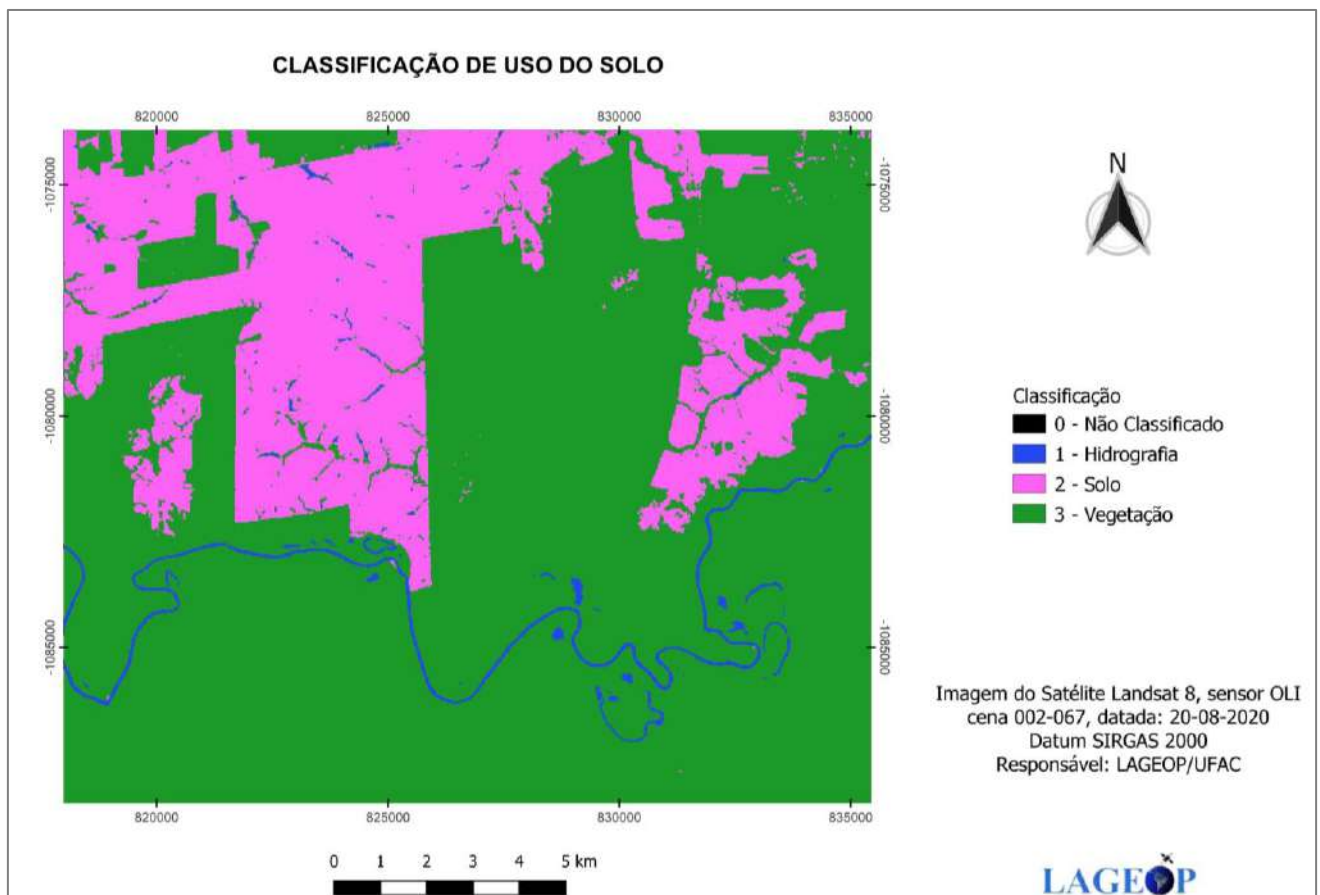 CLASSIFICAÇÃO DE USO DO SOLO
820000 825000 830000 835000
-1075000 -1075000
-1080000 -1080000
-1085000 -1085000
820000 825000 830000 835000
0 1 2 3 4 5 km
N
Classificação
0 - Não Classificado
1 - Hidrografia
2 - Solo
3 - Vegetação
Imagem do Satélite Landsat 8, sensor OLI
cena 002-067, datada: 20-08-2020
Datum SIRGAS 2000
Responsável: LAGEOP/UFAC
LAGEOP